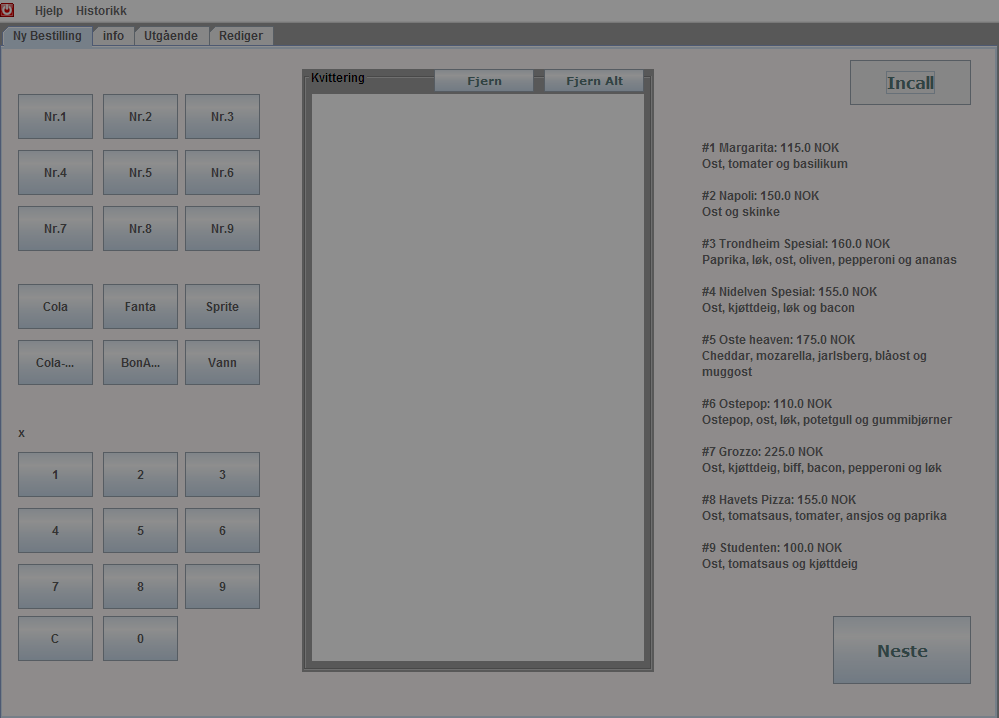 Hjelp Historikk
Ny Bestilling info Utgående Rediger
Kvittering Fjern Fjern Alt
Incall
Nr.1 Nr.2 Nr.3
Nr.4 Nr.5 Nr.6
Nr.7 Nr.8 Nr.9
Cola Fanta Sprite
Cola-... BonA... Vann
x
1 2 3
4 5 6
7 8 9
C 0
#1 Margarita: 115.0 NOK
Ost, tomater og basilikum
#2 Napoli: 150.0 NOK
Ost og skinke
#3 Trondheim Spesial: 160.0 NOK
Paprika, løk, ost, oliven, pepperoni og ananas
#4 Nidelven Spesial: 155.0 NOK
Ost, kjøttdeig, løk og bacon
#5 Oste heaven: 175.0 NOK
Cheddar, mozarella, jarlsberg, blåost og
muggost
#6 Ostepop: 110.0 NOK
Ostepop, ost, løk, potetgull og gummibjørner
#7 Grozzo: 225.0 NOK
Ost, kjøttdeig, biff, bacon, pepperoni og løk
#8 Havets Pizza: 155.0 NOK
Ost, tomatsaus, tomater, ansjos og paprika
#9 Studenten: 100.0 NOK
Ost, tomatsaus og kjøttdeig
Neste